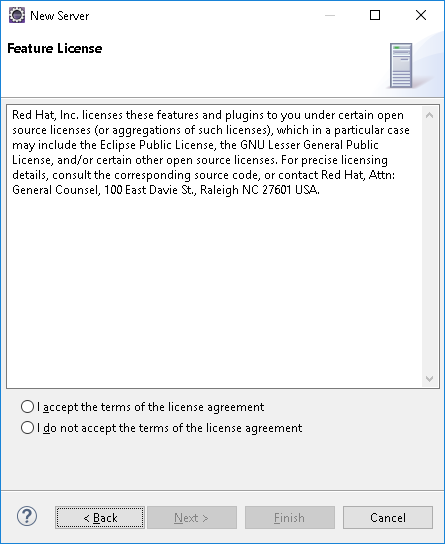 New Server
Feature License
Red Hat, Inc. licenses these features and plugins to you under certain open
source licenses (or aggregations of such licenses), which in a particular case
may include the Eclipse Public License, the GNU Lesser General Public
License, and/or certain other open source licenses. For precise licensing
details, consult the corresponding source code, or contact Red Hat, Attn:
General Counsel, 100 East Davie St., Raleigh NC 27601 USA.
I accept the terms of the license agreement
I do not accept the terms of the license agreement
? < Back Next > Finish Cancel